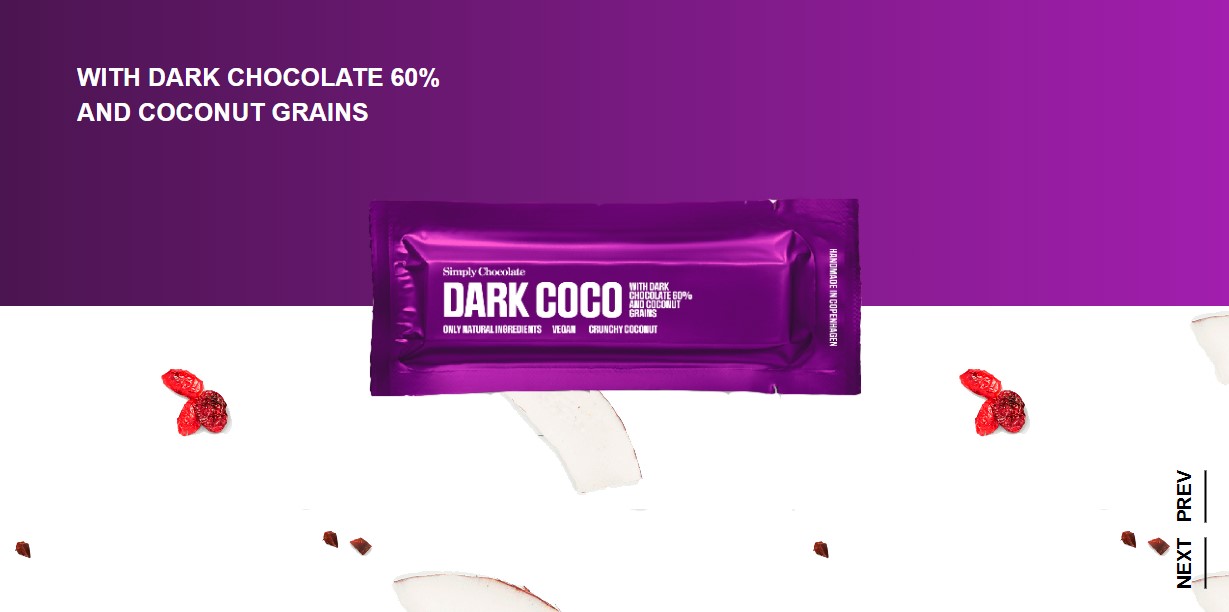 WITH DARK CHOCOLATE 60%
AND COCONUT GRAINS
Simply Chocolate
DARK COCO
WITH DARK
CHOCOLATE 60%
AND COCONUT
GRAINS
ONLY NATURAL INGREDIENTS VEGAN CRUNCHY COCONUT
HANDMADE IN COPENHAGEN
PREV
NEXT